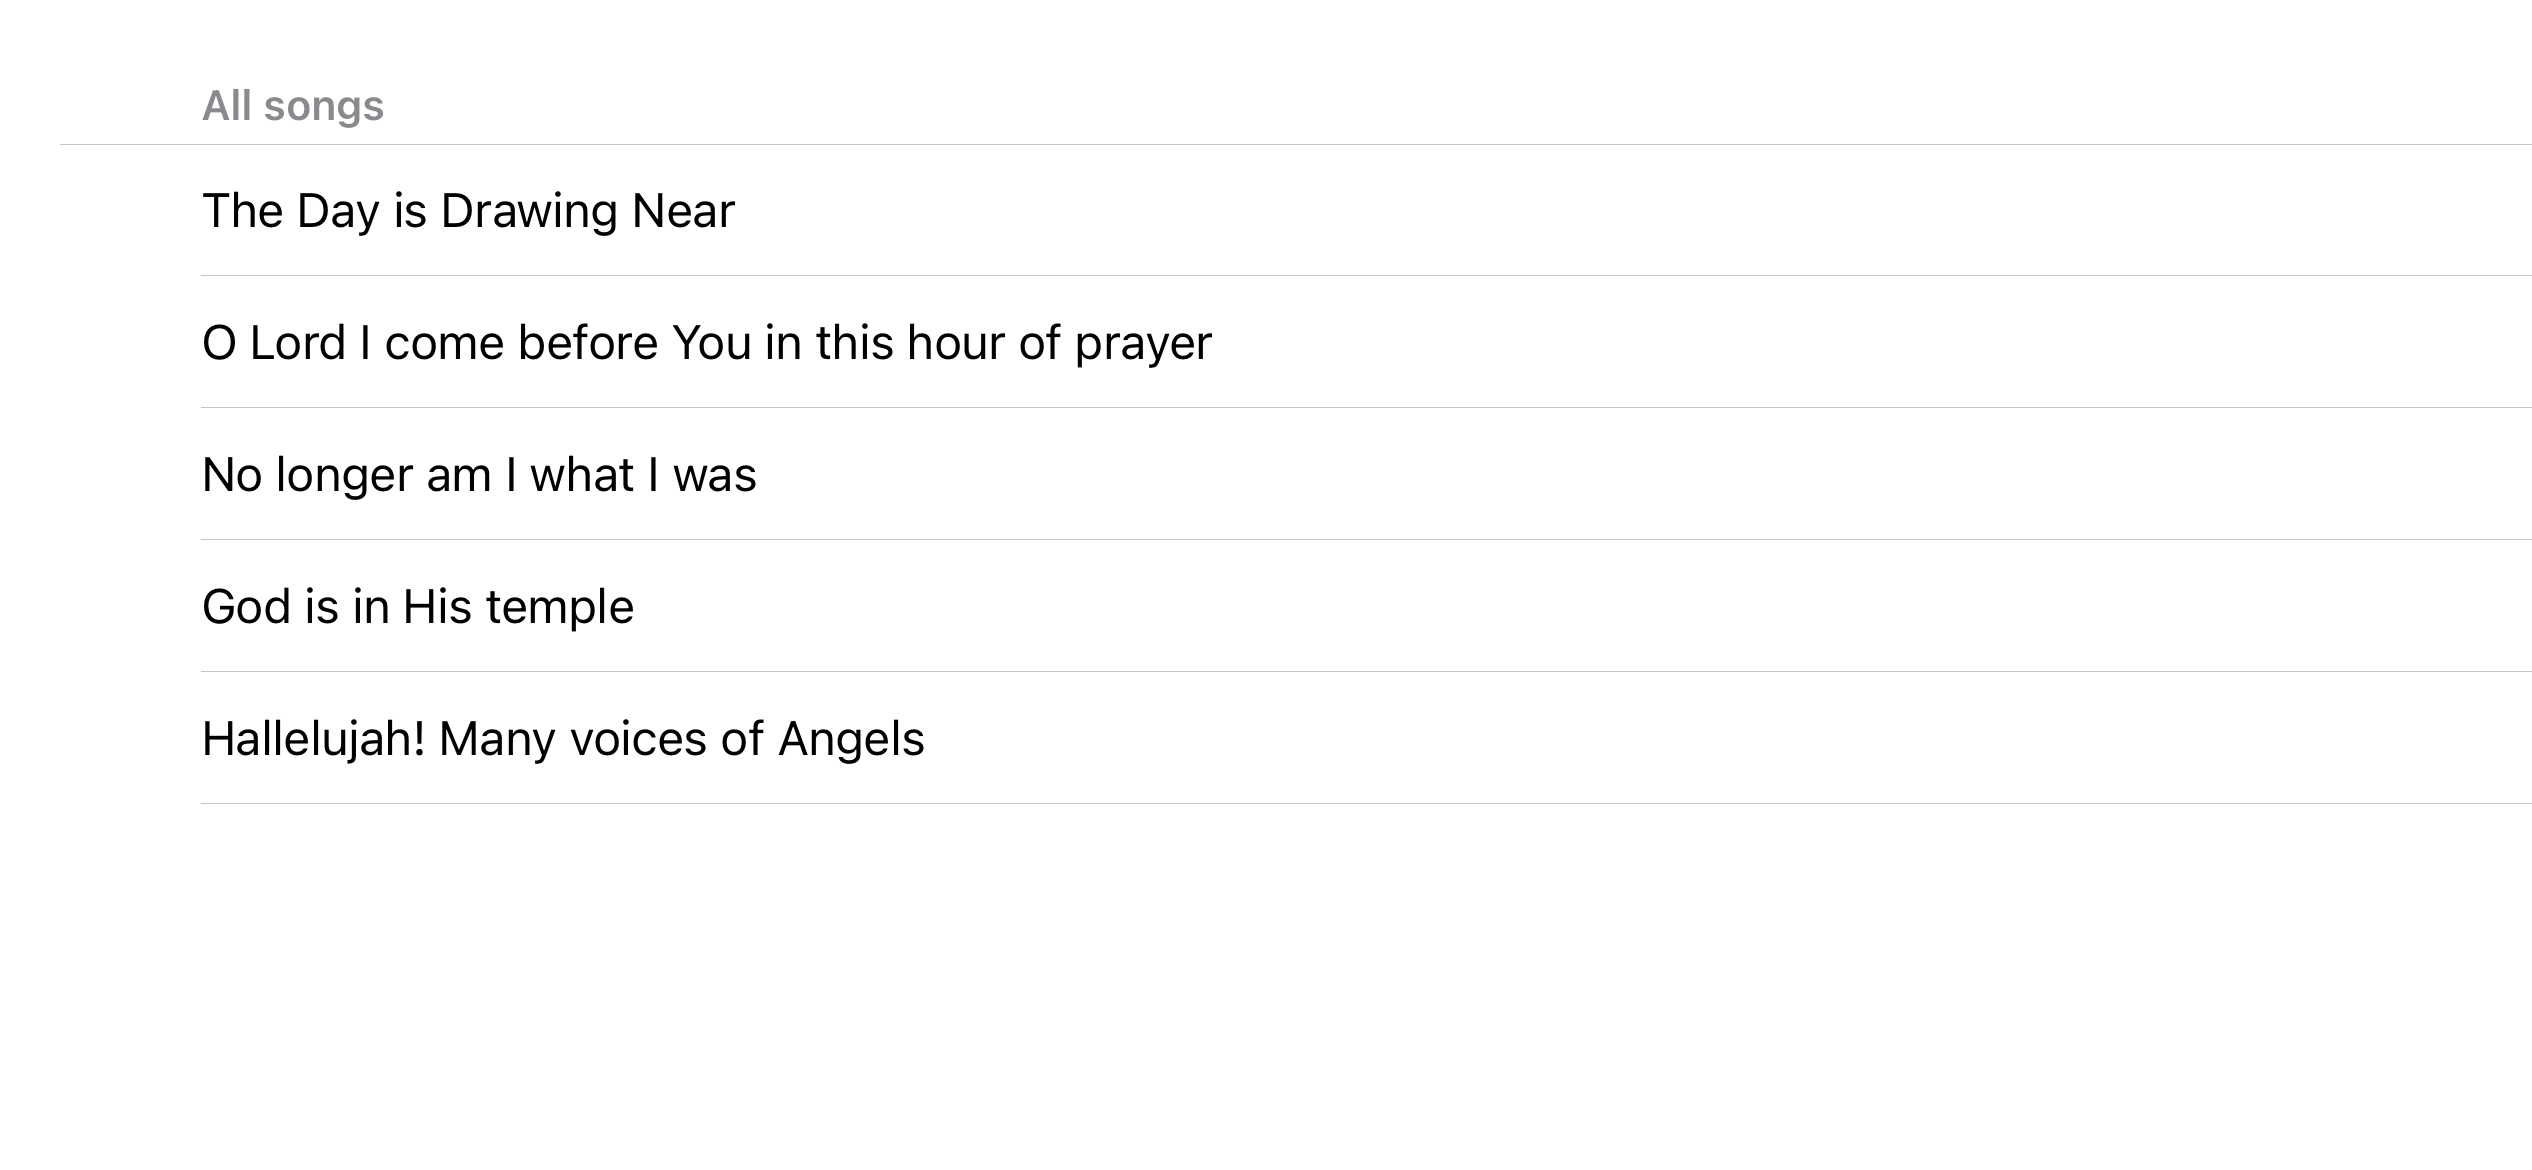 All songs
The Day is Drawing Near
O Lord I come before You in this hour of prayer
No longer am I what I was
God is in His temple
Hallelujah! Many voices of Angels